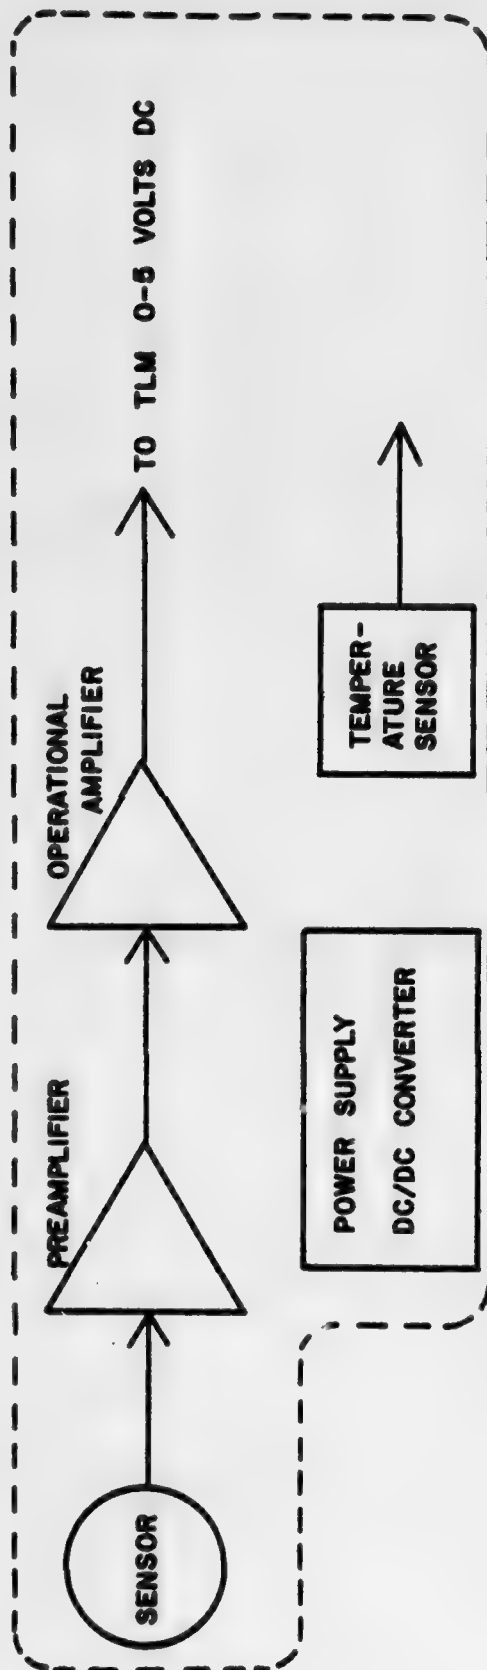 SENSOR
PREAMPLIFIER
OPERATIONAL
AMPLIFIER
TO TLM 0-5 VOLTS DC
POWER SUPPLY
DC/DC CONVERTER
TEMPER-
ATURE
SENSOR